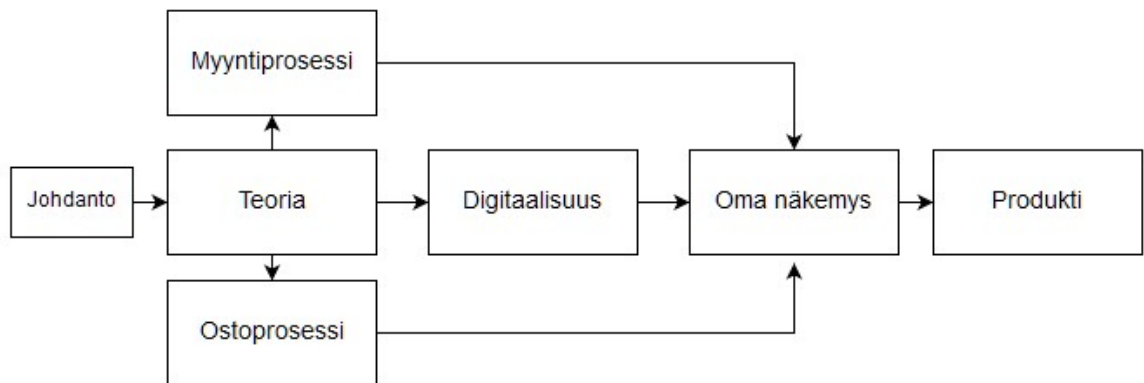 Myyntiprosessi
Johdanto
Teoria
Digitaalisuus
Oma näkemys
Produkti
Ostoprosessi